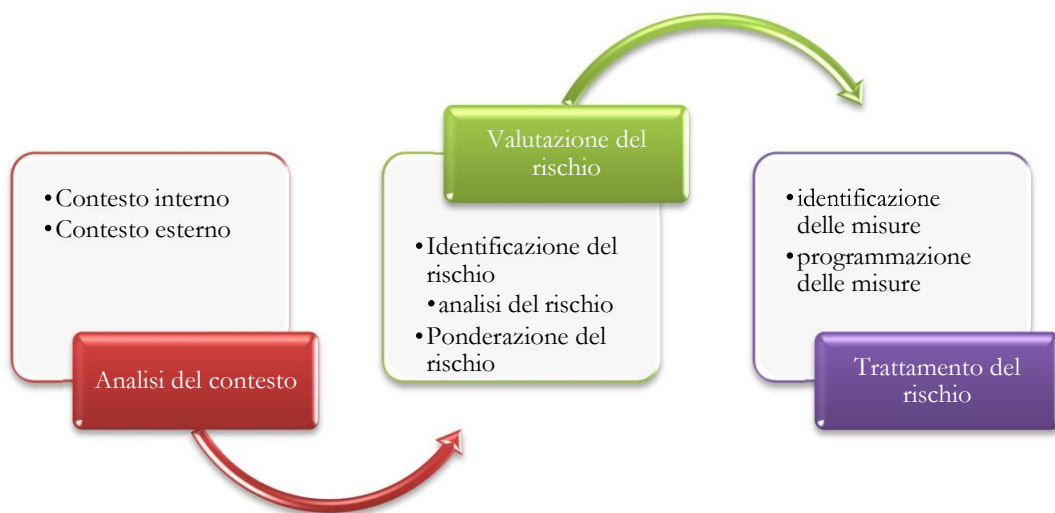 •Contesto interno
•Contesto esterno
Analisi del contesto
Valutazione del
rischio
•Identificazione del
rischio
•analisi del rischio
•Ponderazione del
rischio
•identificazione
delle misure
•programmazione
delle misure
Trattamento del
rischio